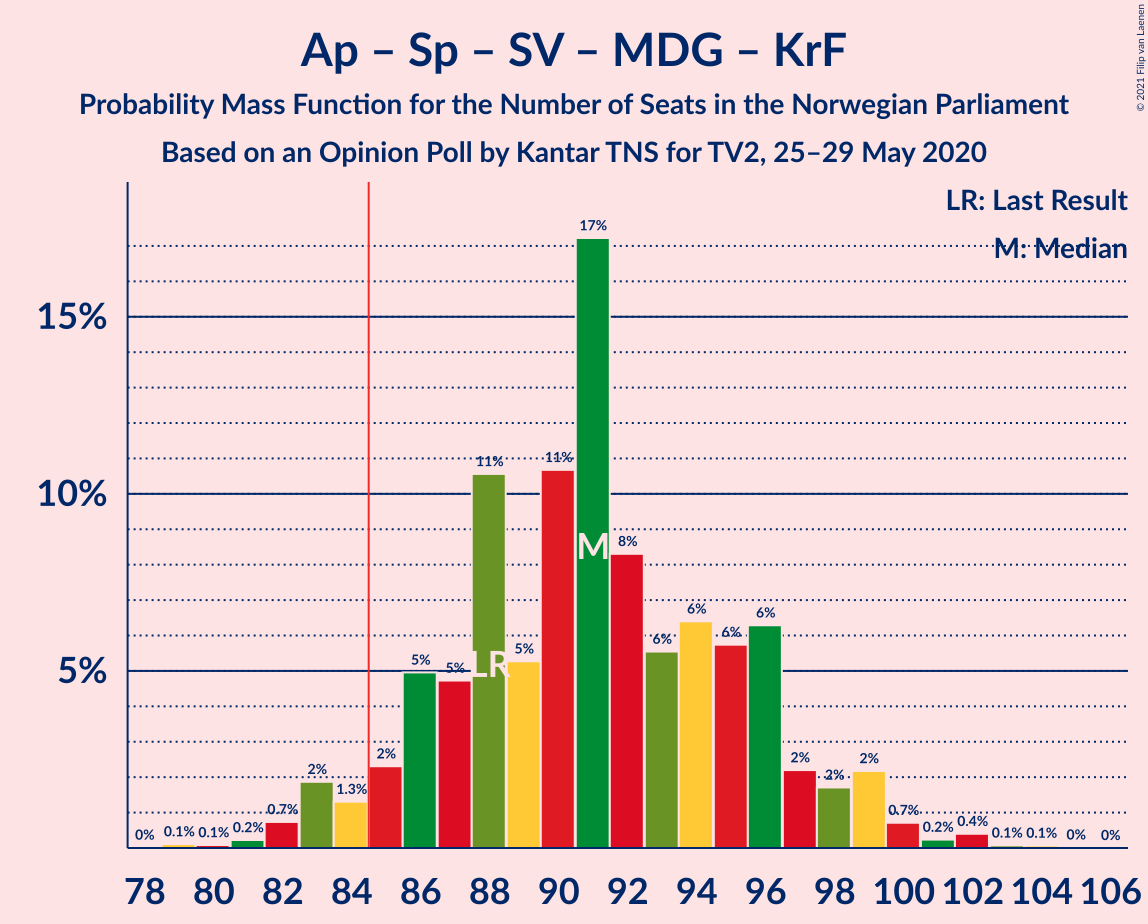 Ap – Sp – SV – MDG – KrF
Probability Mass Function for the Number of Seats in the Norwegian Parliament
Based on an Opinion Poll by Kantar TNS for TV2, 25–29 May 2020
© 2021 Filip van Laenen
LR: Last Result
M: Median
15%
10%
5%
0% 0.1% 0.1% 0.2% 0.7% 2% 1.3% 2% 5% 5% 11% 5% 11% 17% 8% 6% 6% 6% 6% 2% 2% 2% 0.7% 0.2% 0.4% 0.1% 0.1% 0% 0%
M
LR
78 80 82 84 86 88 90 92 94 96 98 100 102 104 106